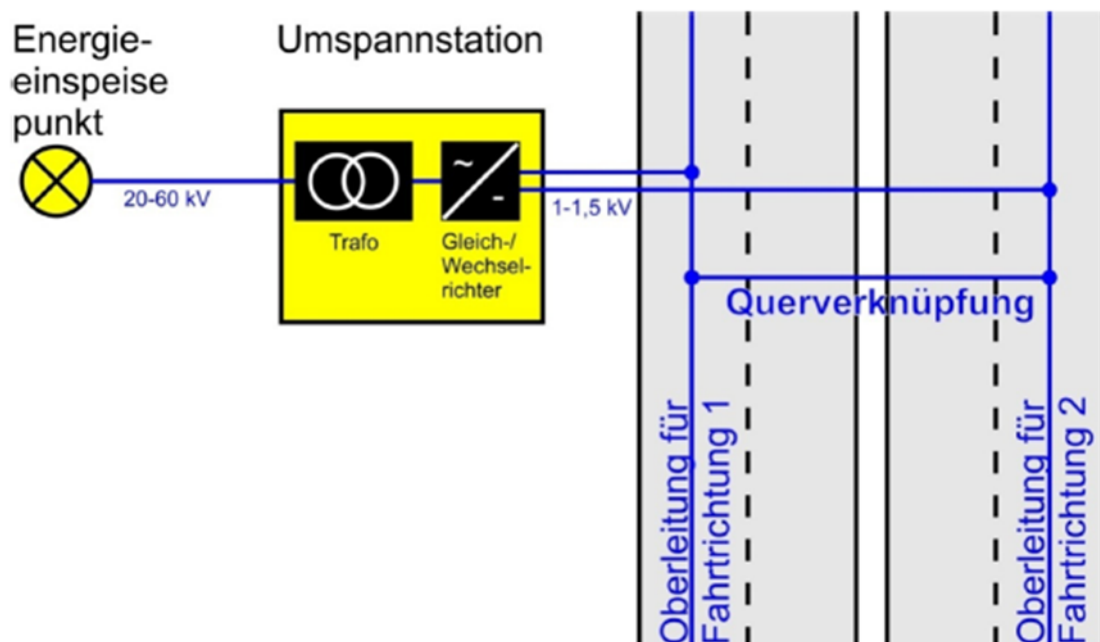 Energie-
einspeise
punkt
Umspannstation
20-60 kV
~
-
1-1,5 kV
Trafo
Gleich-/
Wechsel-
richter
Querverknüpfung
Oberleitung für
Fahrtrichtung 1
Oberleitung für
Fahrtrichtung 2